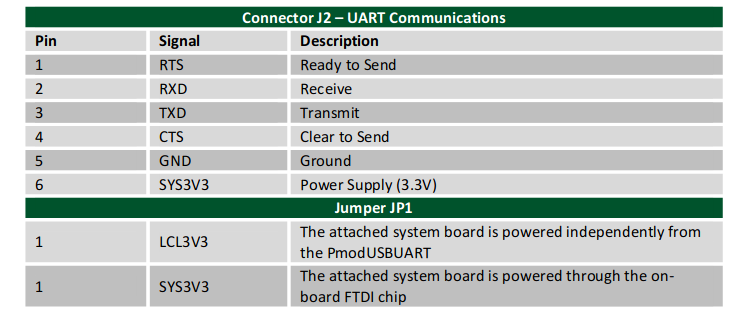 Connector J2 – UART Communications
Pin Signal Description
1 RTS Ready to Send
2 RXD Receive
3 TXD Transmit
4 CTS Clear to Send
5 GND Ground
6 SYS3V3 Power Supply (3.3V)
Jumper JP1
1 LCL3V3 The attached system board is powered independently from
the PmodUSBUART
1 SYS3V3 The attached system board is powered through the on-
board FTDI chip